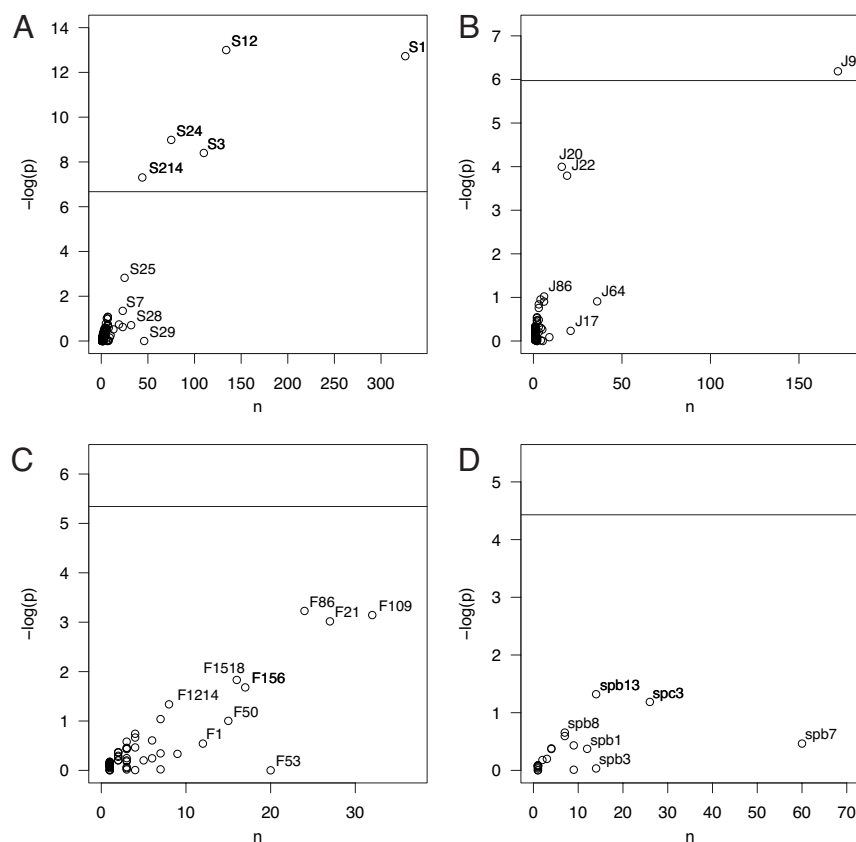 A
14
12
10
8
6
4
2
0
−log(p)
S12
S1
S24
S3
S214
S25
S7
S28
S29
0 50 100 150 200 250 300
n
B
7
6
5
4
3
2
1
0
−log(p)
J9
J20
J22
J86
J64
J17
0 50 100 150
n
C
6
5
4
3
2
1
0
−log(p)
F86
F21
F109
F1518
F156
F1214
F50
F1
F53
0 10 20 30
n
D
5
4
3
2
1
0
−log(p)
spb13
spc3
spb8
spb1
spb7
spb3
0 10 20 30 40 50 60 70
n